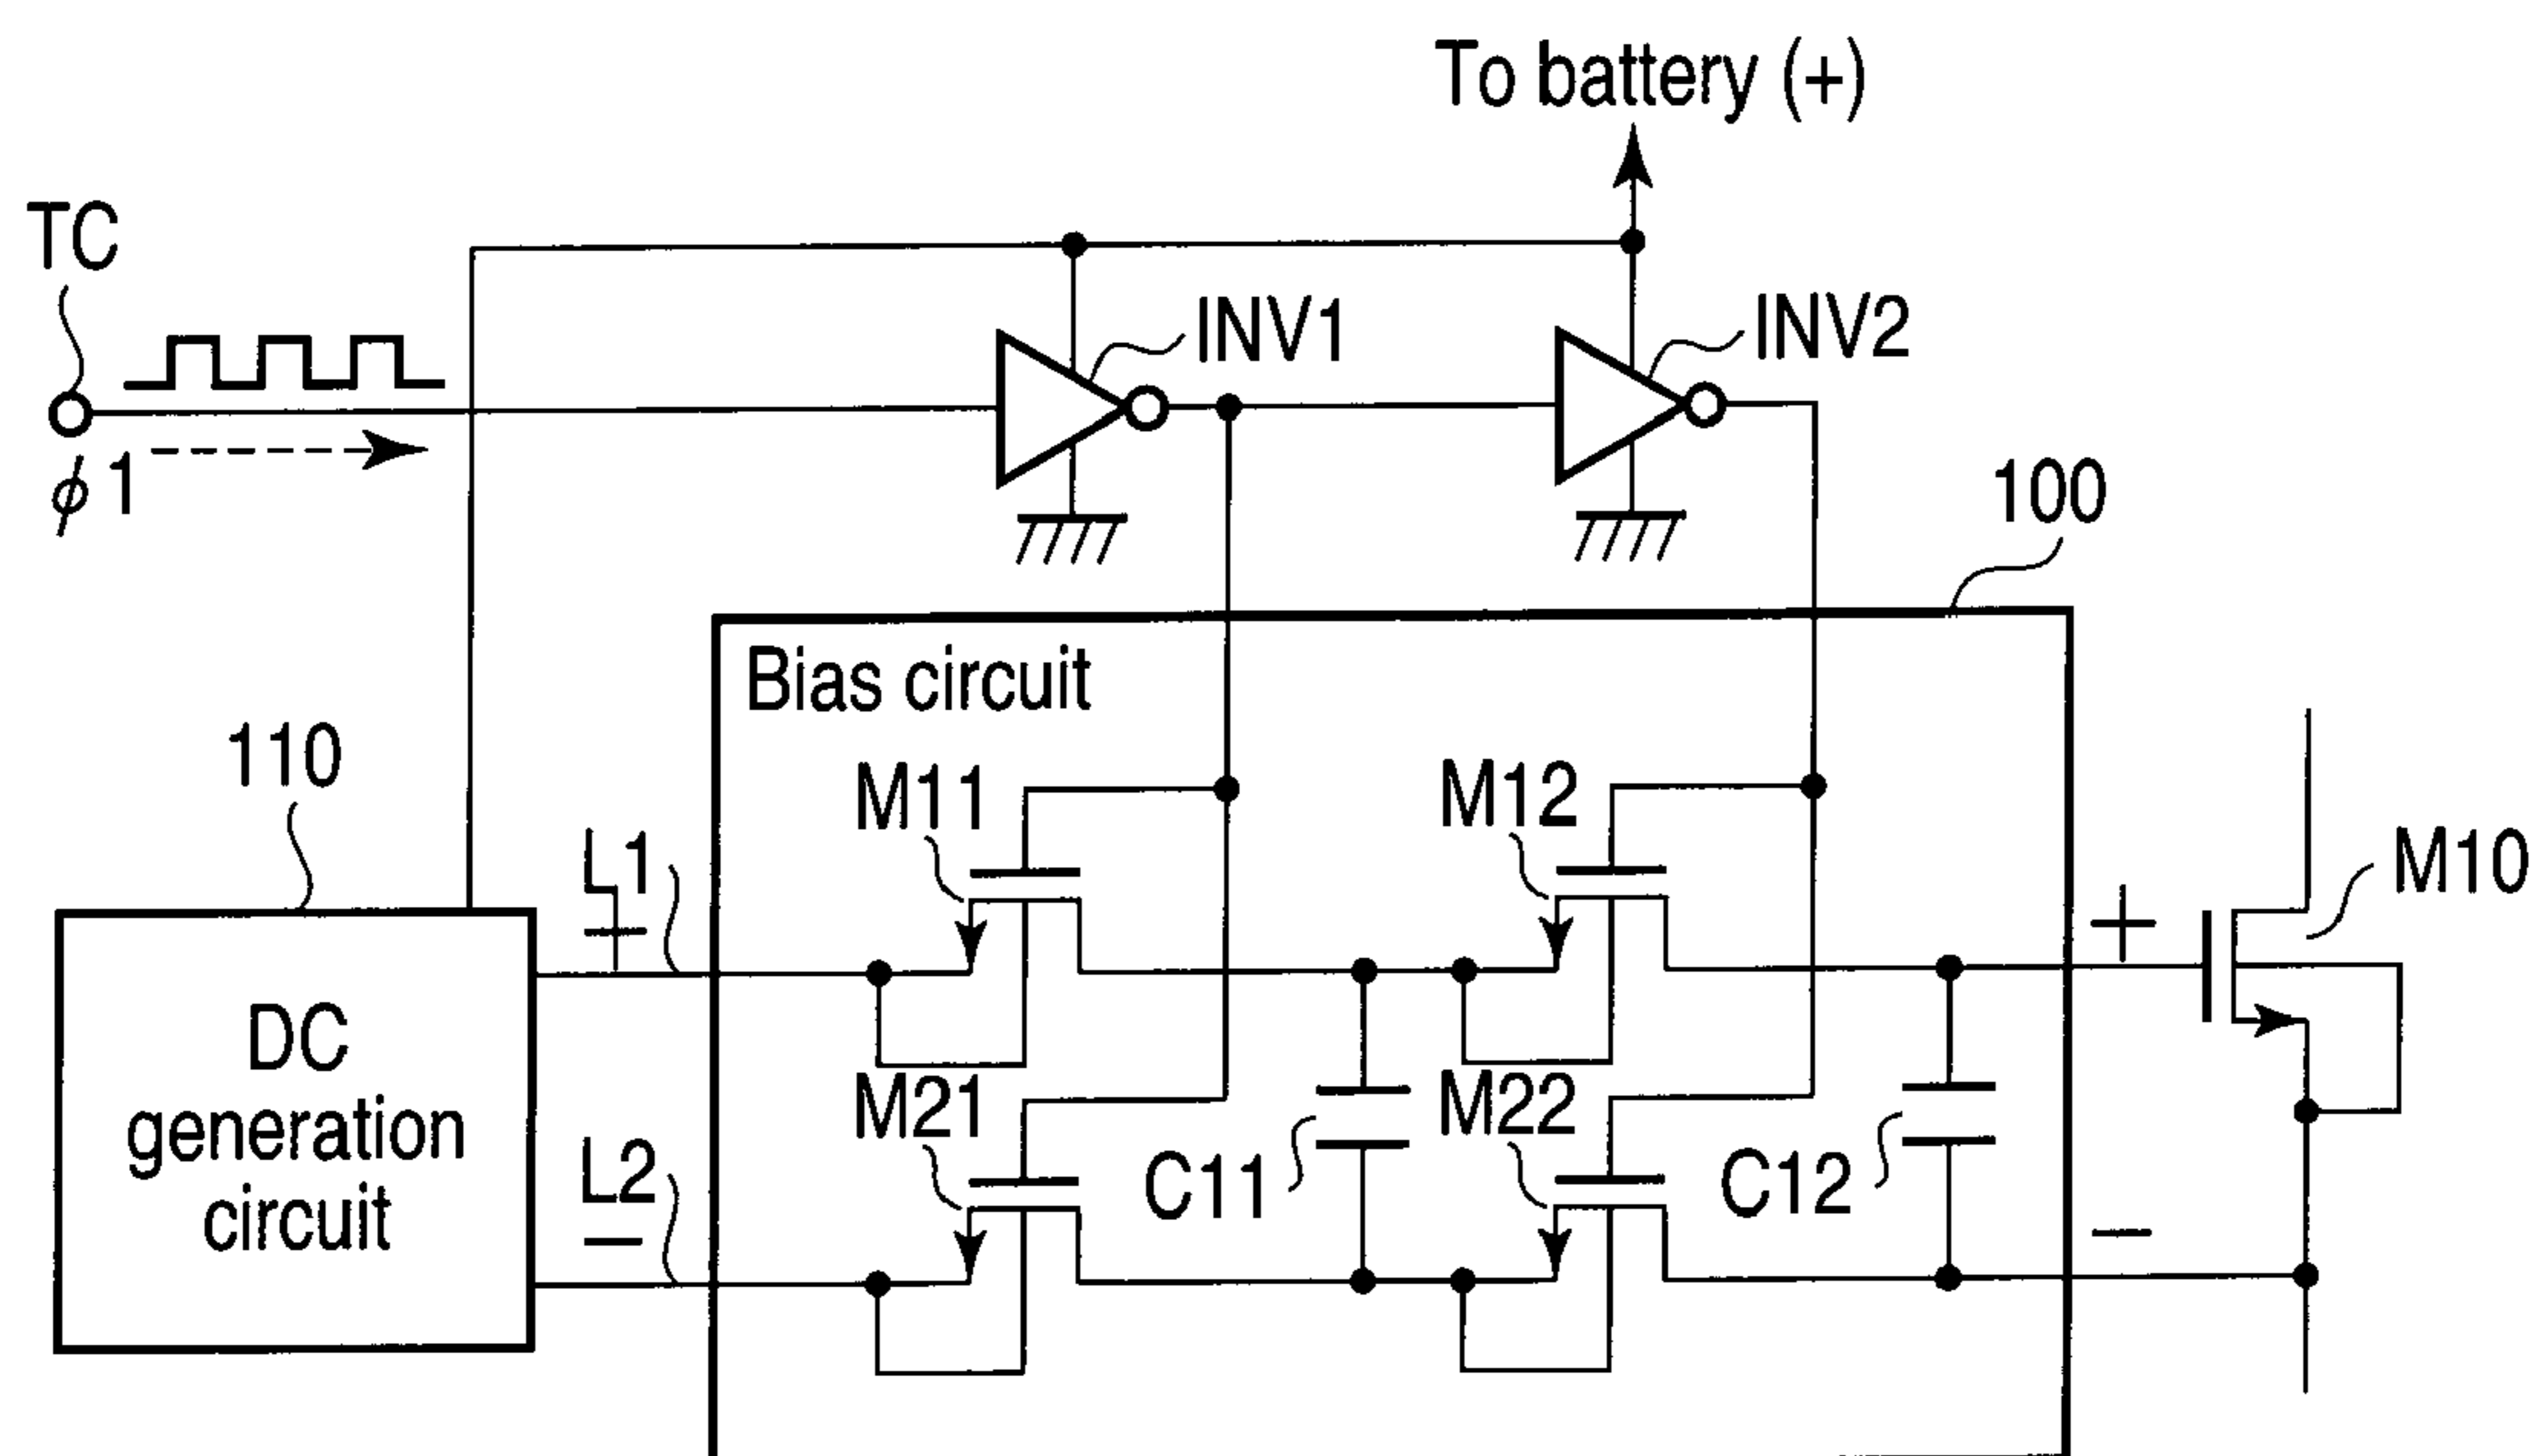 To battery (+)
TC
INV1
INV2
ϕ1
100
Bias circuit
110
M11
M12
L1
M10
+
+
DC
generation
circuit
M21
M22
C11
C12
L2
−
−